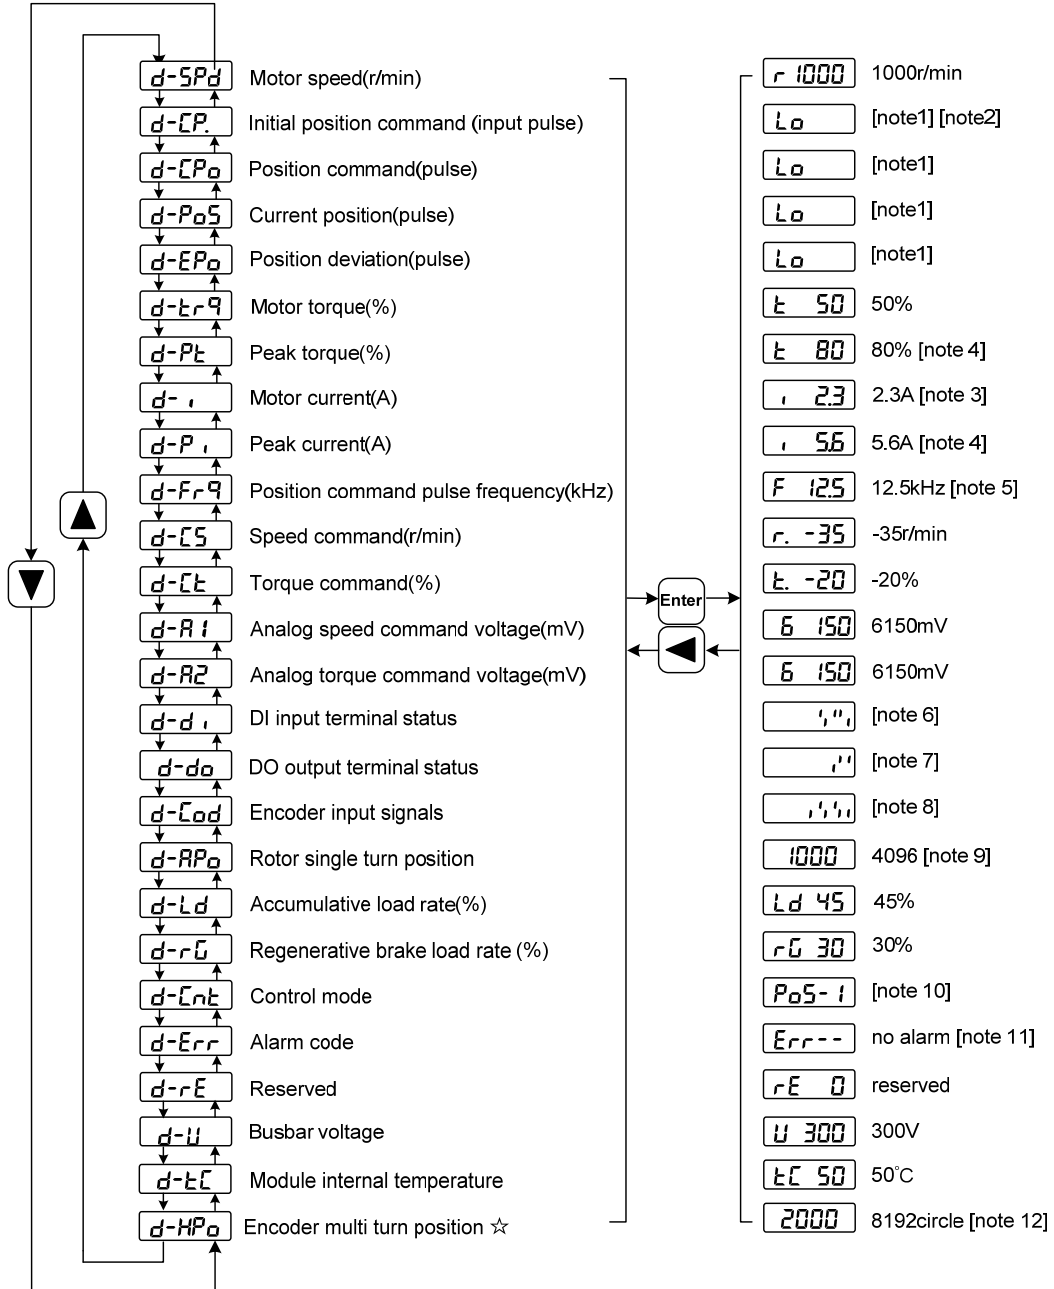 d-SPd Motor speed(r/min) r 1000 1000r/min
d-CP. Initial position command (input pulse) Lo [note1] [note2]
d-CPo Position command(pulse) Lo [note1]
d-PoS Current position(pulse) Lo [note1]
d-EPo Position deviation(pulse) Lo [note1]
d-trq Motor torque(%) t 50 50%
d-Pt Peak torque(%) t 80 80% [note 4]
d- i Motor current(A) i 2.3 2.3A [note 3]
d-P i Peak current(A) i 5.6 5.6A [note 4]
d-Frq Position command pulse frequency(kHz) F 12.5 12.5kHz [note 5]
d-CS Speed command(r/min) r. -35 -35r/min
d-Ct Torque command(%) t. -20 -20%
Enter
d-A1 Analog speed command voltage(mV) 6 150 6150mV
d-A2 Analog torque command voltage(mV) 6 150 6150mV
d-d i DI input terminal status [note 6]
d-do DO output terminal status [note 7]
d-Cod Encoder input signals [note 8]
d-APo Rotor single turn position 1000 4096 [note 9]
d-Ld Accumulative load rate(%) Ld 45 45%
d-rG Regenerative brake load rate (%) rG 30 30%
d-Cnt Control mode PoS- 1 [note 10]
d-Err Alarm code Err-- no alarm [note 11]
d-rE Reserved rE 0 reserved
d-U Busbar voltage U 300 300V
d-tC Module internal temperature tC 50 50°C
d-HPo Encoder multi turn position ☆ 2000 8192circle [note 12]